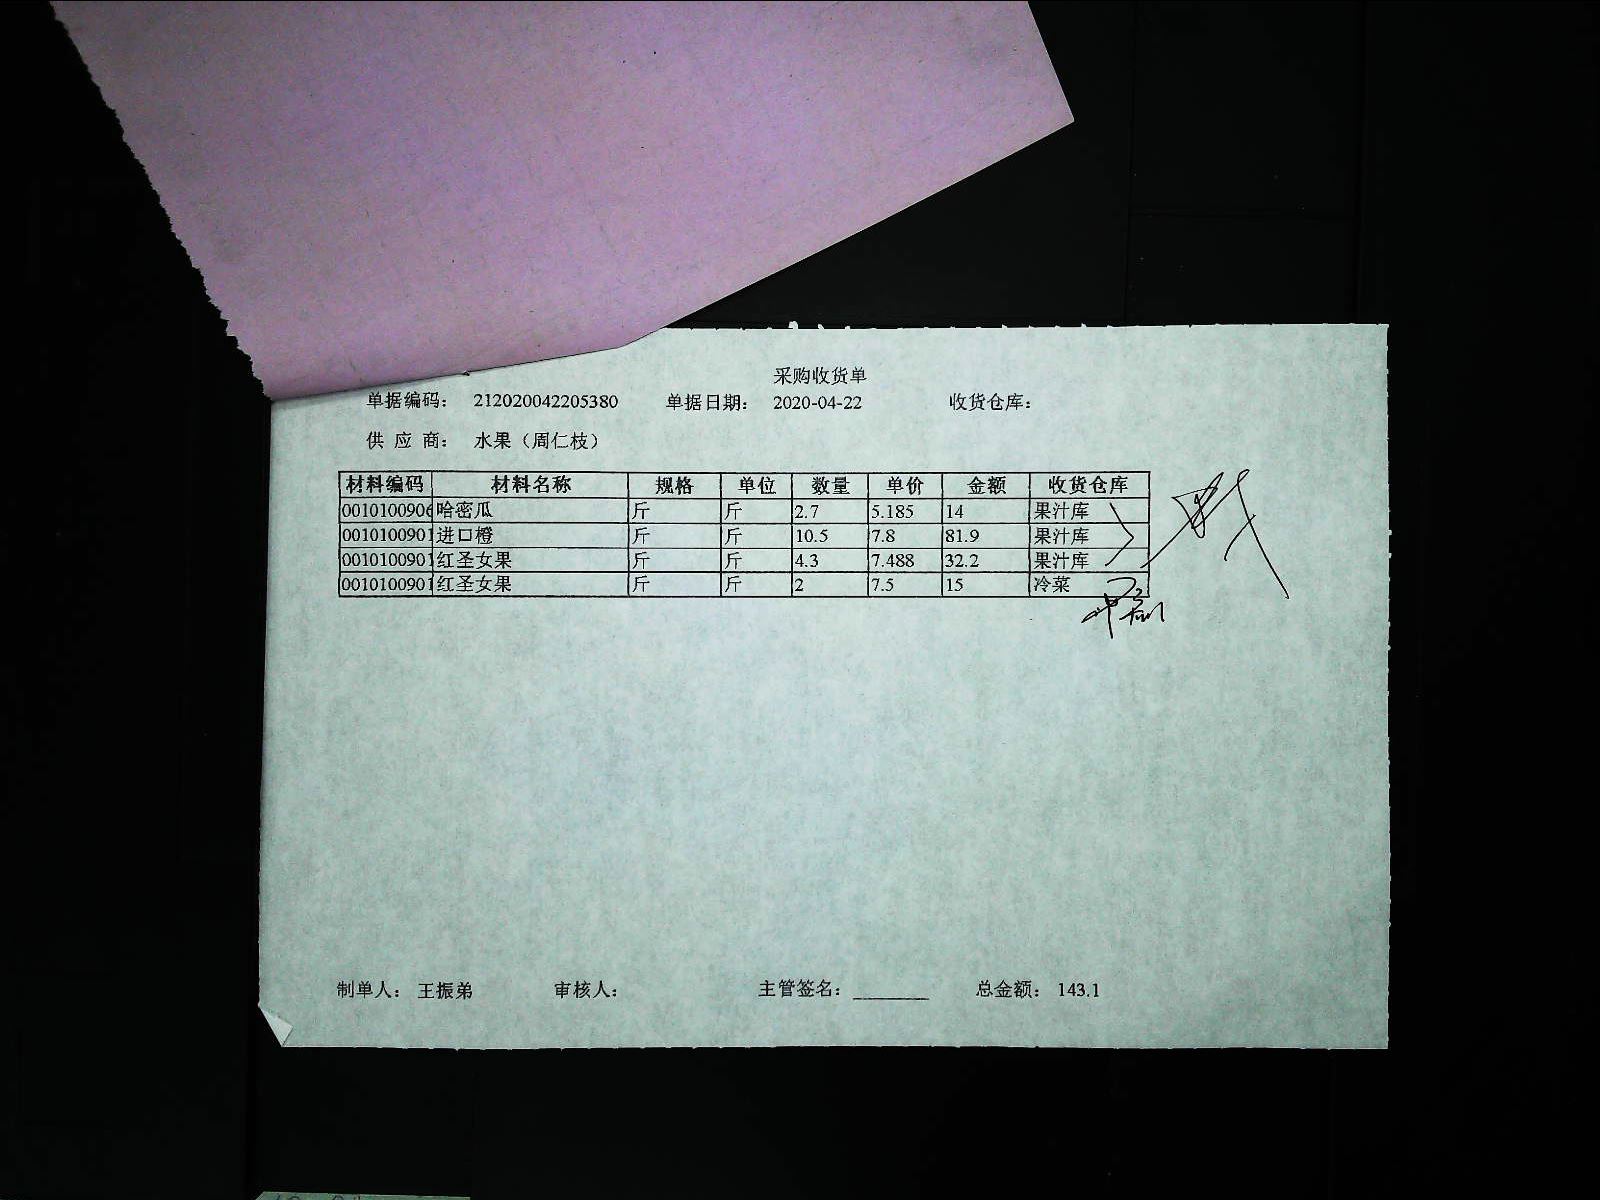 采购收货单
单据编码： 212020042205380 单据日期： 2020-04-22 收货仓库：
供 应 商： 水果（周仁枝）
材料编码 材料名称 规格 单位 数量 单价 金额 收货仓库
0010100906 哈密瓜 斤 斤 2.7 5.185 14 果汁库
001010090 进口橙 斤 斤 10.5 7.8 81.9 果汁库
001010090 红圣女果 斤 斤 4.3 7.488 32.2 果汁库
001010090 红圣女果 斤 斤 2 7.5 15 冷菜
制单人： 王振弟 审核人： 主管签名： 总金额： 143.1